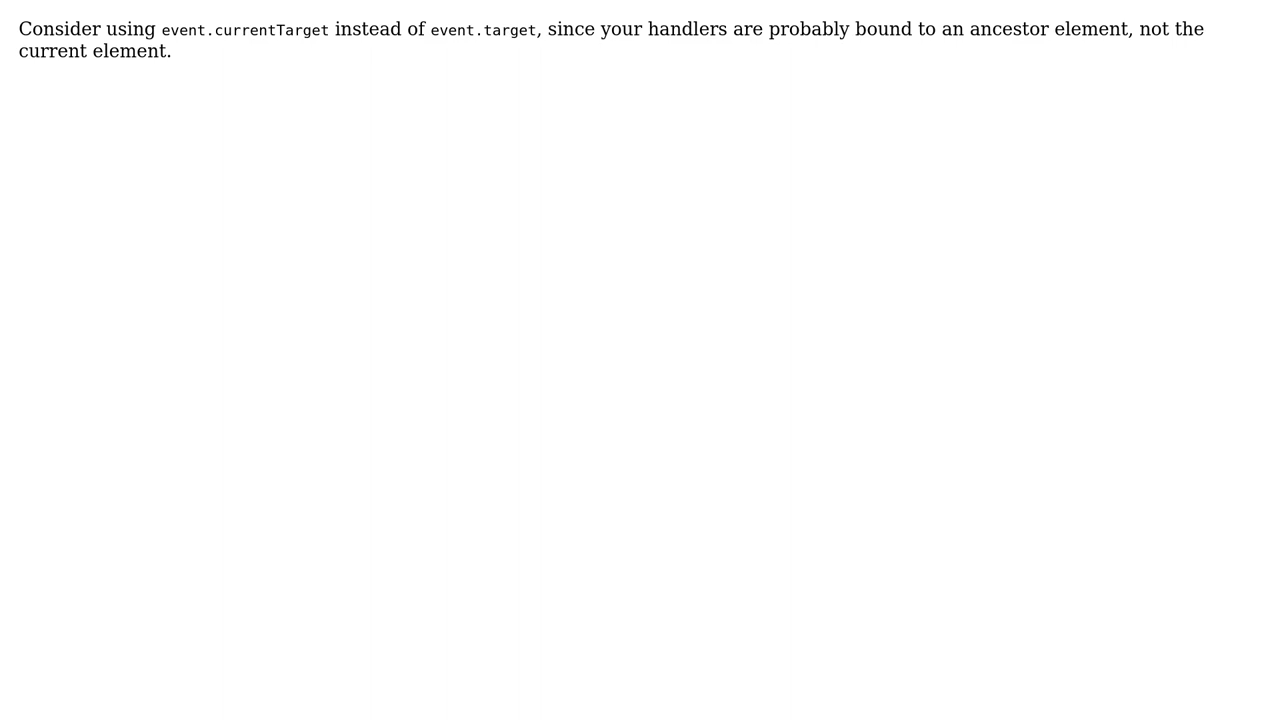 Consider using event.currentTarget instead of event.target, since your handlers are probably bound to an ancestor element, not the
current element.